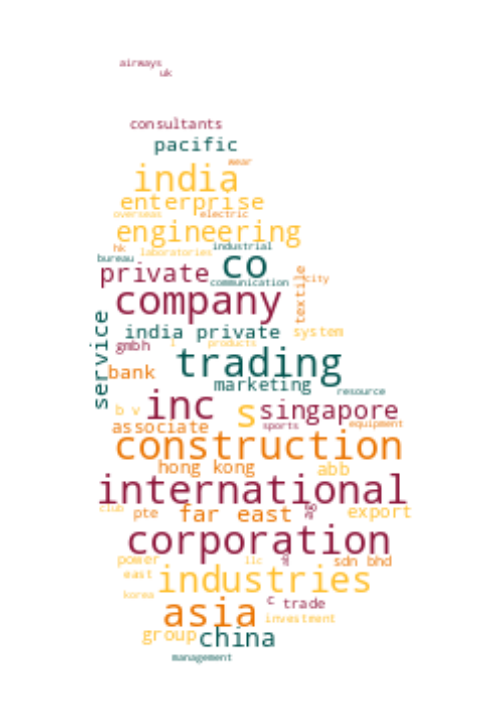 airways
uk
consultants
pacific
wear
india
enterprise
overseas electric
engineering
hk laboratories industrial
bureau
co
private communication city
company
textile
service
india private system
gmbh l products
trading
bank
marketing
resource
inc
b v s singapore
associate sports equipment
construction
hong kong abb
international
club pte far east export
corporation
power llc sdn bhd
east industries
korea
asia c trade
investment
group china
management